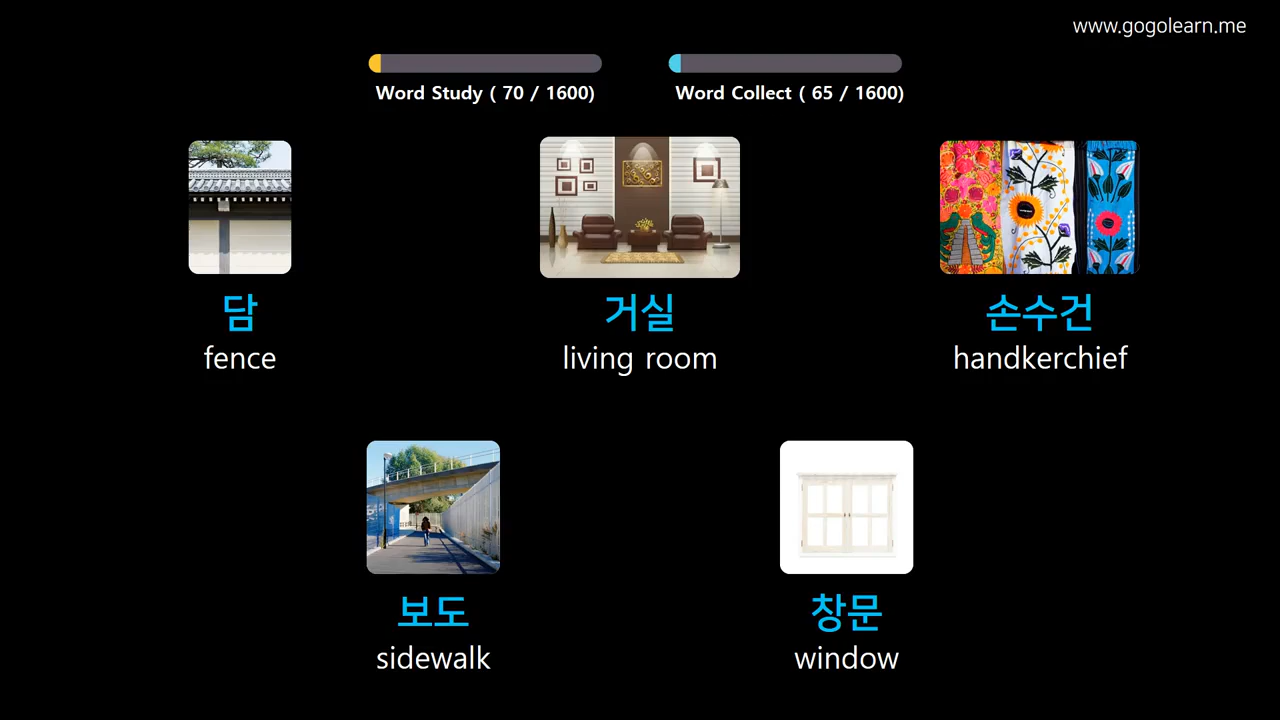 www.gogolearn.me
Word Study ( 70 / 1600)
Word Collect ( 65 / 1600)
담
fence
거실
living room
손수건
handkerchief
보도
sidewalk
창문
window